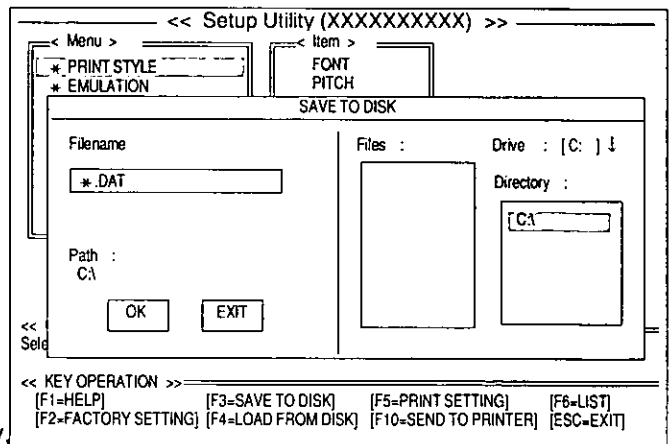 << Setup Utility (XXXXXXXXXX) >>
< Menu >
< Item >
* PRINT STYLE
FONT
* EMULATION
PITCH
SAVE TO DISK
Filename
Files :
Drive : [ C: ] ↓
*.DAT
Directory :
C:\
Path :
C:\
OK
EXIT
<<
Sele
<< KEY OPERATION >>
[F1=HELP] [F3=SAVE TO DISK] [F5=PRINT SETTING] [F6=LIST]
[F2=FACTORY SETTING] [F4=LOAD FROM DISK] [F10=SEND TO PRINTER] [ESC=EXIT]